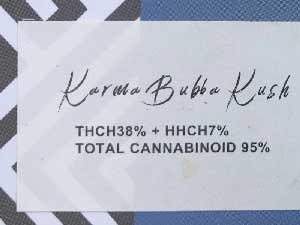 Karma Bubba Kush
THCH38% + HHCH7%
TOTAL CANNABINOID 95%